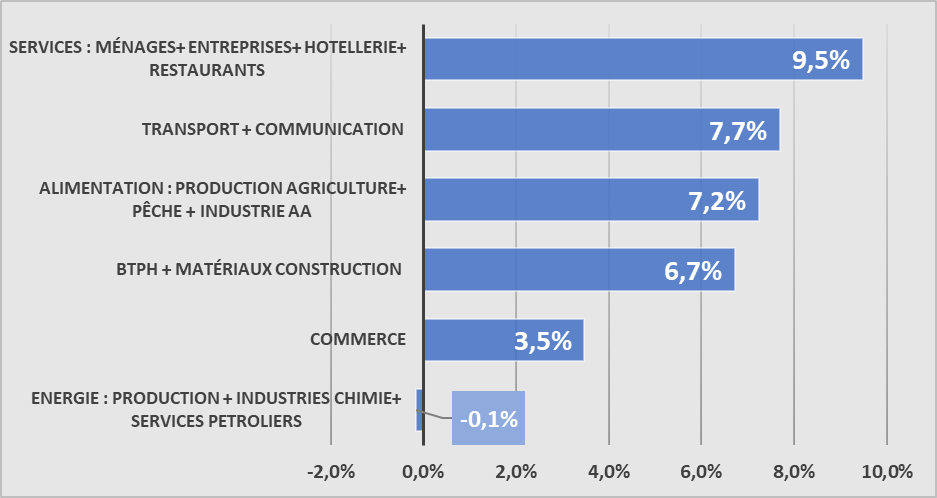 SERVICES : MÉNAGES+ ENTREPRISES+ HOTELLERIE+
RESTAURANTS
9,5%
TRANSPORT + COMMUNICATION
7,7%
ALIMENTATION : PRODUCTION AGRICULTURE+
PÊCHE + INDUSTRIE AA
7,2%
BTPH + MATÉRIAUX CONSTRUCTION
6,7%
COMMERCE
3,5%
ENERGIE : PRODUCTION + INDUSTRIES CHIMIE+
SERVICES PETROLIERS
-0,1%
-2,0% 0,0% 2,0% 4,0% 6,0% 8,0% 10,0%